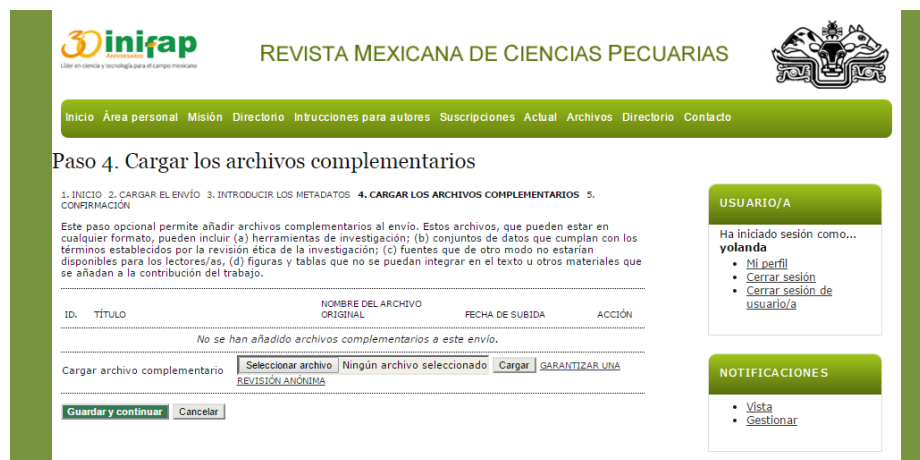 30 inifap
ANIVERSARIO
Líder en ciencia y tecnología para el campo mexicano
REVISTA MEXICANA DE CIENCIAS PECUARIAS
Inicio Área personal Misión Directorio Intrucciones para autores Suscripciones Actual Archivos Directorio Contacto
Paso 4. Cargar los archivos complementarios
1. INICIO 2. CARGAR EL ENVÍO 3. INTRODUCIR LOS METADATOS 4. CARGAR LOS ARCHIVOS COMPLEMENTARIOS 5.
CONFIRMACIÓN
Este paso opcional permite añadir archivos complementarios al envío. Estos archivos, que pueden estar en
cualquier formato, pueden incluir (a) herramientas de investigación; (b) conjuntos de datos que cumplan con los
términos establecidos por la revisión ética de la investigación; (c) fuentes que de otro modo no estarían
disponibles para los lectores/as, (d) figuras y tablas que no se puedan integrar en el texto u otros materiales que
se añadan a la contribución del trabajo.
ID. TÍTULO NOMBRE DEL ARCHIVO ORIGINAL FECHA DE SUBIDA ACCIÓN
No se han añadido archivos complementarios a este envío.
Cargar archivo complementario Seleccionar archivo Ningún archivo seleccionado Cargar GARANTIZAR UNA
REVISIÓN ANÓNIMA
Guardar y continuar Cancelar
USUARIO/A
Ha iniciado sesión como...
yolanda
Mi perfil
Cerrar sesión
Cerrar sesión de
usuario/a
NOTIFICACIONES
Vista
Gestionar